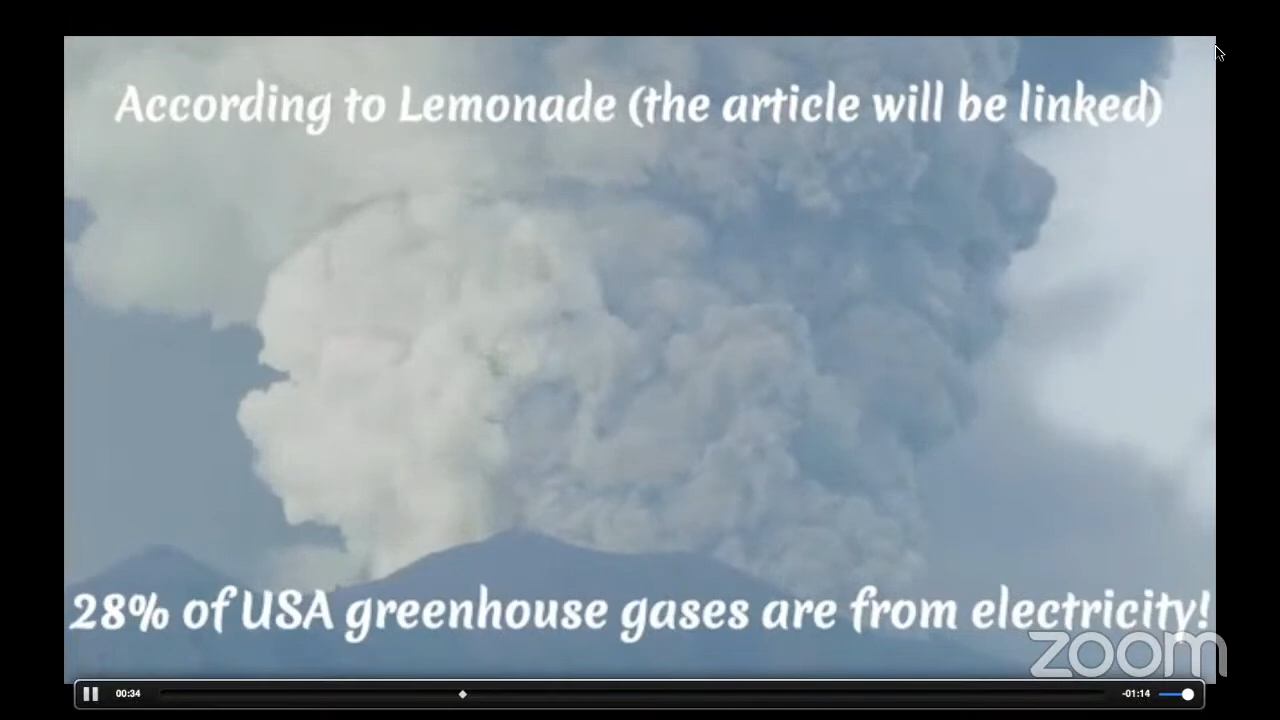 According to Lemonade (the article will be linked)
28% of USA greenhouse gases are from electricity!
zoom
00:34
-01:14